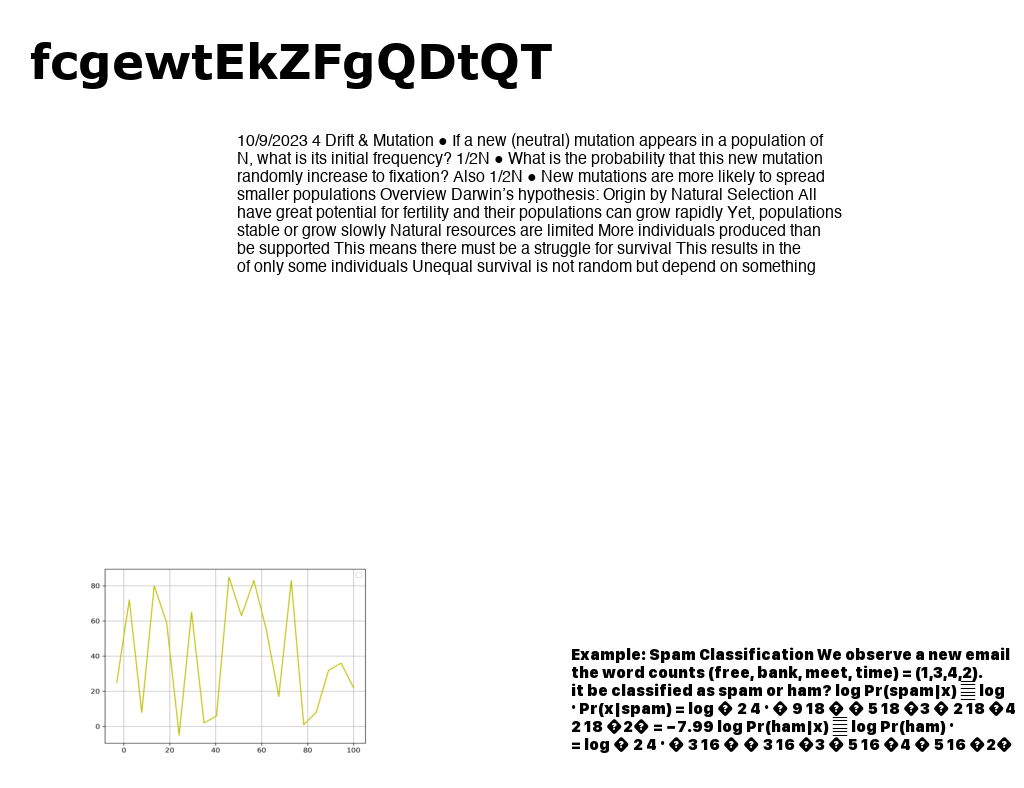 fcgewtEkZFgQDtQT
10/9/2023 4 Drift & Mutation ● If a new (neutral) mutation appears in a population of
N, what is its initial frequency? 1/2N ● What is the probability that this new mutation
randomly increase to fixation? Also 1/2N ● New mutations are more likely to spread
smaller populations Overview Darwin’s hypothesis: Origin by Natural Selection All
have great potential for fertility and their populations can grow rapidly Yet, populations
stable or grow slowly Natural resources are limited More individuals produced than
be supported This means there must be a struggle for survival This results in the
of only some individuals Unequal survival is not random but depend on something
80
60
40
20
0
0 20 40 60 80 100
Example: Spam Classification We observe a new email
the word counts (free, bank, meet, time) = (1,3,4,2).
it be classified as spam or ham? log Pr(spam|x) log
· Pr(x|spam) = log � 2 4 · � 9 18 � � 5 18 �3 � 2 18 �4
2 18 �2� = −7.99 log Pr(ham|x) log Pr(ham) ·
= log � 2 4 · � 3 16 � � 3 16 �3 � 5 16 �4 � 5 16 �2�